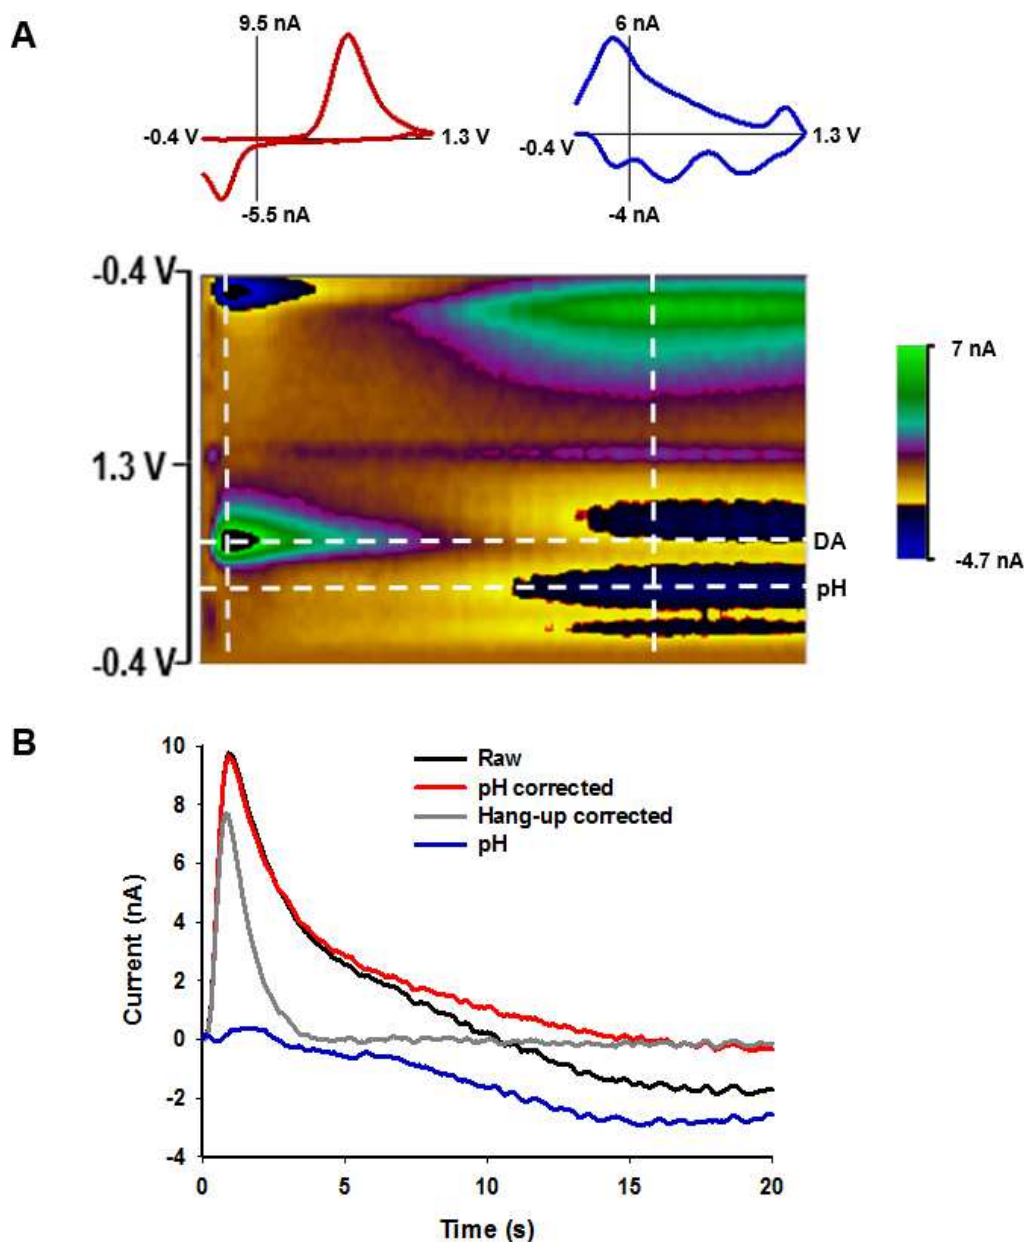 A
9.5 nA
6 nA
-0.4 V
1.3 V
-0.4 V
1.3 V
-5.5 nA
-4 nA
-0.4 V
7 nA
1.3 V
DA
-4.7 nA
pH
-0.4 V
B
10
Raw
8
pH corrected
Hang-up corrected
6
pH
4
Current (nA)
2
0
-2
-4
0 5 10 15 20
Time (s)